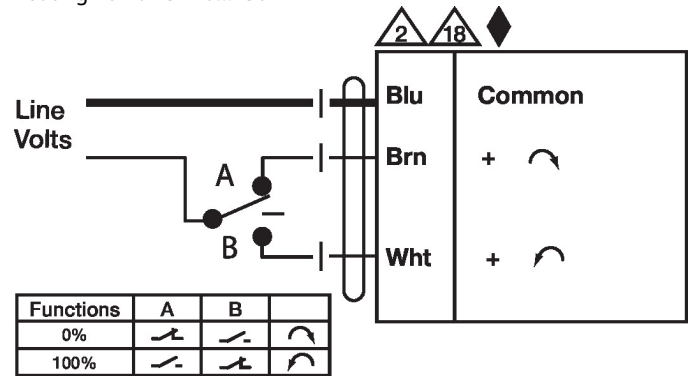 2 18
Line
Volts
Blu Common
Brn +
A
B
Wht +
Functions A B
0%
100%